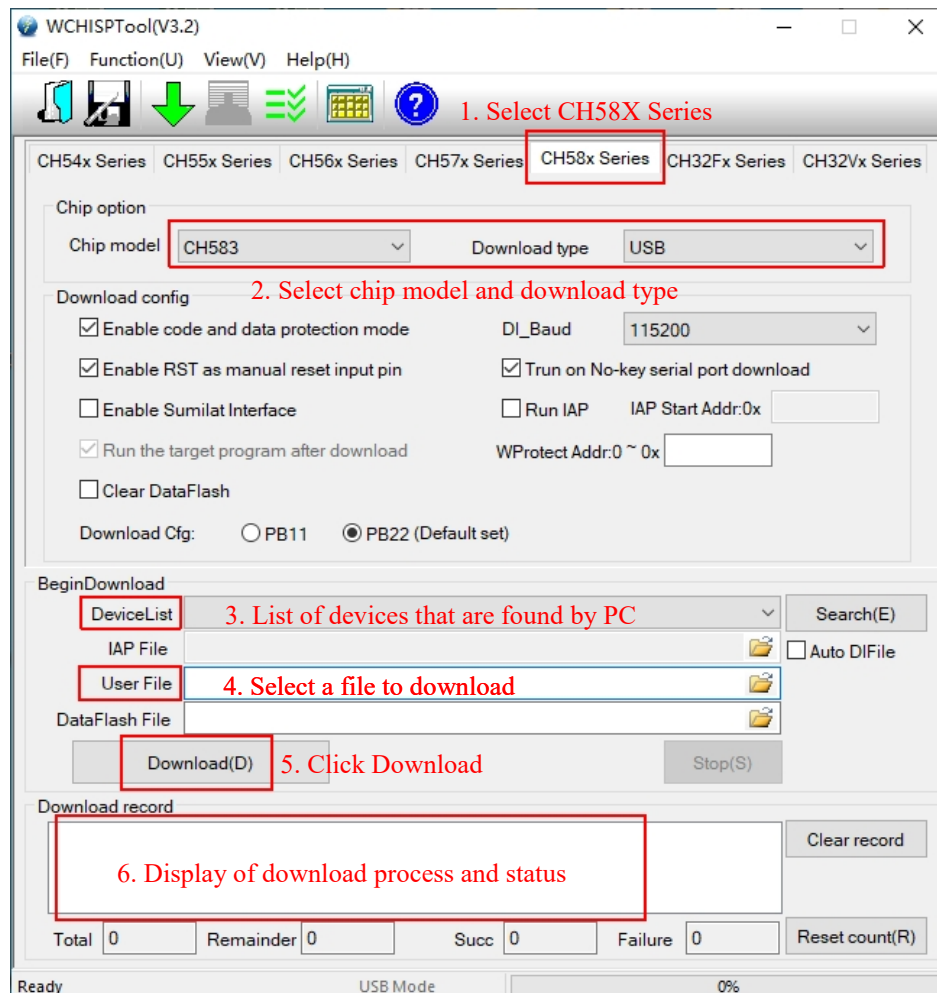 WCHISPTool(V3.2)
File(F) Function(U) View(V) Help(H)
1. Select CH58X Series
CH54x Series CH55x Series CH56x Series CH57x Series CH58x Series CH32Fx Series CH32Vx Series
Chip option
Chip model CH583 Download type USB
2. Select chip model and download type
Download config
Enable code and data protection mode DI_Baud 115200
Enable RST as manual reset input pin Trun on No-key serial port download
Enable Sumilat Interface Run IAP IAP Start Addr:0x
Run the target program after download WProtect Addr:0 ~ 0x
Clear DataFlash
Download Cfg: PB11 PB22 (Default set)
BeginDownload
DeviceList 3. List of devices that are found by PC Search(E)
IAP File Auto DIFile
User File 4. Select a file to download
DataFlash File
Download(D) 5. Click Download Stop(S)
Download record
6. Display of download process and status Clear record
Total 0 Remainder 0 Succ 0 Failure 0 Reset count(R)
Ready USB Mode 0%